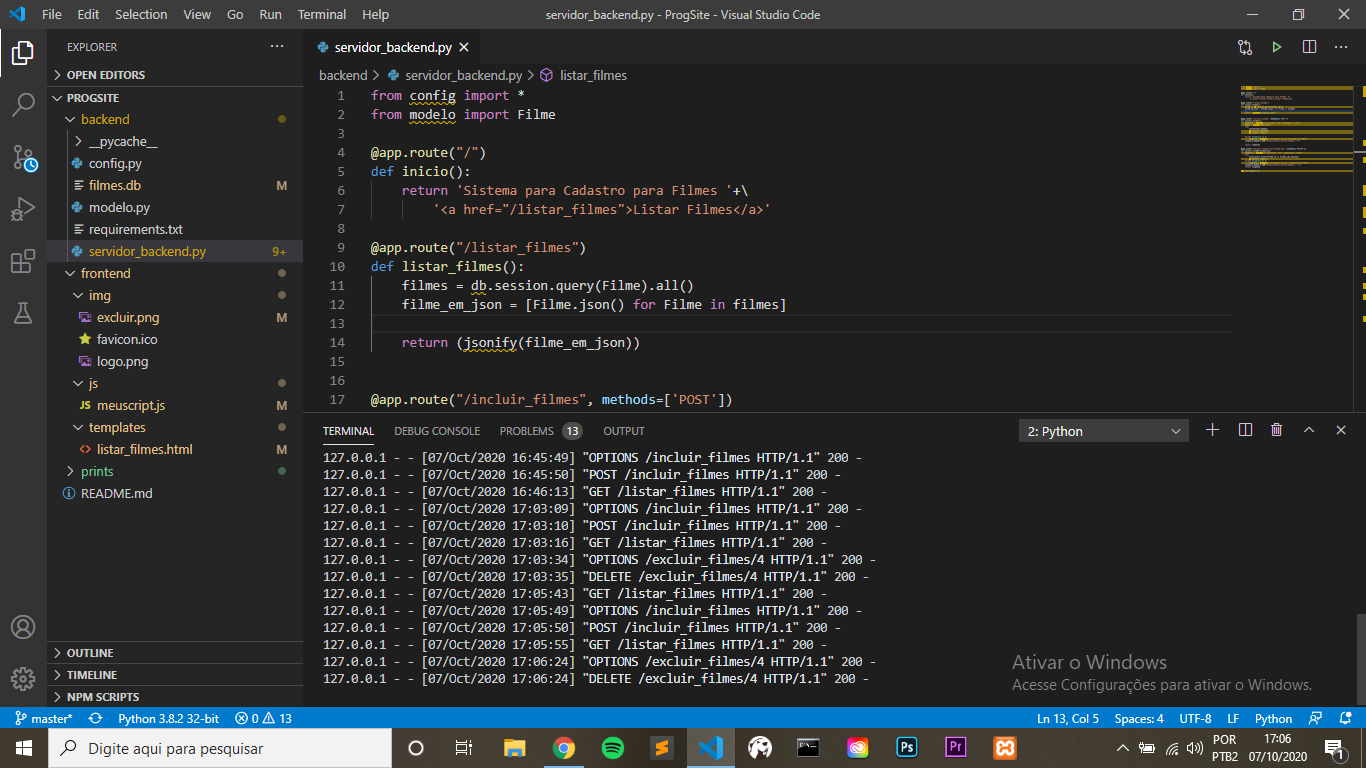 File Edit Selection View Go Run Terminal Help servidor_backend.py - ProgSite - Visual Studio Code
EXPLORER
OPEN EDITORS
PROGSITE
backend
__pycache__
config.py
filmes.db M
modelo.py
requirements.txt
servidor_backend.py 9+
frontend
img
excluir.png M
favicon.ico
logo.png
js
JS meuscript.js M
templates
listar_filmes.html M
prints
README.md
OUTLINE
TIMELINE
NPM SCRIPTS
servidor_backend.py
backend > servidor_backend.py > listar_filmes
1 from config import *
2 from modelo import Filme
3
4 @app.route("/")
5 def inicio():
6 return 'Sistema para Cadastro para Filmes '+\
7 '<a href="/listar_filmes">Listar Filmes</a>'
8
9 @app.route("/listar_filmes")
10 def listar_filmes():
11 filmes = db.session.query(Filme).all()
12 filme_em_json = [Filme.json() for Filme in filmes]
13
14 return (jsonify(filme_em_json))
15
16
17 @app.route("/incluir_filmes", methods=['POST'])
TERMINAL DEBUG CONSOLE PROBLEMS 13 OUTPUT 2: Python
127.0.0.1 - - [07/Oct/2020 16:45:49] "OPTIONS /incluir_filmes HTTP/1.1" 200 -
127.0.0.1 - - [07/Oct/2020 16:45:50] "POST /incluir_filmes HTTP/1.1" 200 -
127.0.0.1 - - [07/Oct/2020 16:46:13] "GET /listar_filmes HTTP/1.1" 200 -
127.0.0.1 - - [07/Oct/2020 17:03:09] "OPTIONS /incluir_filmes HTTP/1.1" 200 -
127.0.0.1 - - [07/Oct/2020 17:03:10] "POST /incluir_filmes HTTP/1.1" 200 -
127.0.0.1 - - [07/Oct/2020 17:03:16] "GET /listar_filmes HTTP/1.1" 200 -
127.0.0.1 - - [07/Oct/2020 17:03:34] "OPTIONS /excluir_filmes/4 HTTP/1.1" 200 -
127.0.0.1 - - [07/Oct/2020 17:03:35] "DELETE /excluir_filmes/4 HTTP/1.1" 200 -
127.0.0.1 - - [07/Oct/2020 17:05:43] "GET /listar_filmes HTTP/1.1" 200 -
127.0.0.1 - - [07/Oct/2020 17:05:49] "OPTIONS /incluir_filmes HTTP/1.1" 200 -
127.0.0.1 - - [07/Oct/2020 17:05:50] "POST /incluir_filmes HTTP/1.1" 200 -
127.0.0.1 - - [07/Oct/2020 17:05:55] "GET /listar_filmes HTTP/1.1" 200 -
127.0.0.1 - - [07/Oct/2020 17:06:24] "OPTIONS /excluir_filmes/4 HTTP/1.1" 200 -
127.0.0.1 - - [07/Oct/2020 17:06:24] "DELETE /excluir_filmes/4 HTTP/1.1" 200 -
Ativar o Windows
Acesse Configurações para ativar o Windows.
master* Python 3.8.2 32-bit 0 13 Ln 13, Col 5 Spaces: 4 UTF-8 LF Python
Digite aqui para pesquisar
Ps
Pr
POR
PTB2
17:06
07/10/2020
1